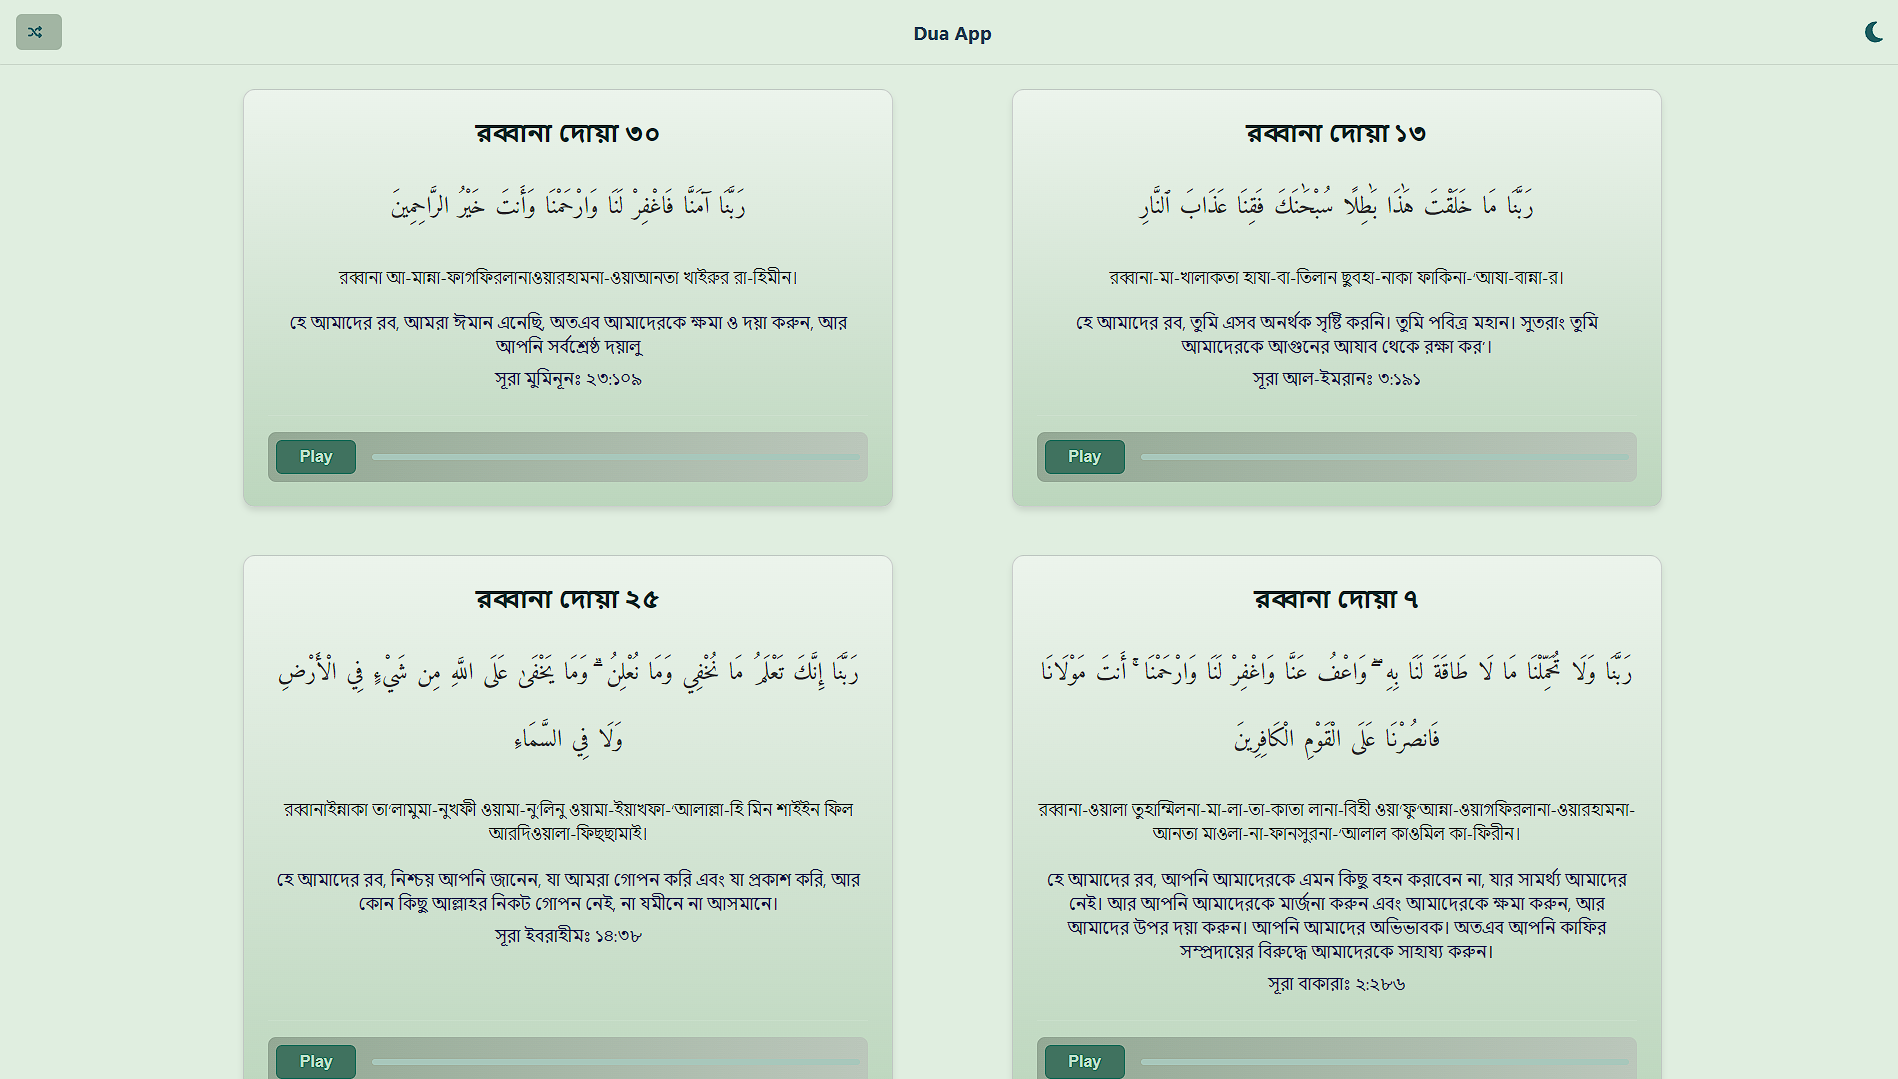 Dua App
রব্বানা দোয়া ৩০
رَبَّنَا آمَنَّا فَاغْفِرْ لَنَا وَارْحَمْنَا وَأَنتَ خَيْرُ الرَّاحِمِينَ
রব্বানা আ-মান্না-ফাগফিরলানাওয়ারহামনা-ওয়াআনতা খাইরুর রা-হিমীন।
হে আমাদের রব, আমরা ঈমান এনেছি, অতএব আমাদেরকে ক্ষমা ও দয়া করুন, আর
আপনি সর্বশ্রেষ্ঠ দয়ালু
সূরা মুমিনূনঃ ২৩:১০৯
Play
রব্বানা দোয়া ১৩
رَبَّنَا مَا خَلَقْتَ هَٰذَا بَٰطِلًا سُبْحَٰنَكَ فَقِنَا عَذَابَ ٱلنَّارِ
রব্বানা-মা-খালাকতা হাযা-বা-তিলান ছুবহা-নাকা ফাকিনা-‘আযা-বান্না-র।
হে আমাদের রব, তুমি এসব অনর্থক সৃষ্টি করনি। তুমি পবিত্র মহান। সুতরাং তুমি
আমাদেরকে আগুনের আযাব থেকে রক্ষা কর’।
সূরা আল-ইমরানঃ ৩:১৯১
Play
রব্বানা দোয়া ২৫
رَبَّنَا إِنَّكَ تَعْلَمُ مَا نُخْفِي وَمَا نُعْلِنُ ۗ وَمَا يَخْفَىٰ عَلَى اللَّهِ مِن شَيْءٍ فِي الْأَرْضِ
وَلَا فِي السَّمَاءِ
রব্বানাইন্নাকা তা‘লামুমা-নুখফী ওয়ামা-নু‘লিনু ওয়ামা-ইয়াখফা-‘আলাল্লা-হি মিন শাইইন ফিল
আরদিওয়ালা-ফিছছামাই।
হে আমাদের রব, নিশ্চয় আপনি জানেন, যা আমরা গোপন করি এবং যা প্রকাশ করি, আর
কোন কিছু আল্লাহর নিকট গোপন নেই, না যমীনে না আসমানে।
সূরা ইবরাহীমঃ ১৪:৩৮
Play
রব্বানা দোয়া ৭
رَبَّنَا وَلَا تُحَمِّلْنَا مَا لَا طَاقَةَ لَنَا بِهِ ۖ وَاعْفُ عَنَّا وَاغْفِرْ لَنَا وَارْحَمْنَا ۚ أَنتَ مَوْلَانَا
فَانصُرْنَا عَلَى الْقَوْمِ الْكَافِرِينَ
রব্বানা-ওয়ালা তুহাম্মিলনা-মা-লা-তা-কাতা লানা-বিহী ওয়া‘ফু‘আন্না-ওয়াগফিরলানা-ওয়ারহামনা-
আনতা মাওলা-না-ফানসুরনা-‘আলাল কাওমিল কা-ফিরীন।
হে আমাদের রব, আপনি আমাদেরকে এমন কিছু বহন করাবেন না, যার সামর্থ্য আমাদের
নেই। আর আপনি আমাদেরকে মার্জনা করুন এবং আমাদেরকে ক্ষমা করুন, আর
আমাদের উপর দয়া করুন। আপনি আমাদের অভিভাবক। অতএব আপনি কাফির
সম্প্রদায়ের বিরুদ্ধে আমাদেরকে সাহায্য করুন।
সূরা বাকারাঃ ২:২৮৬
Play